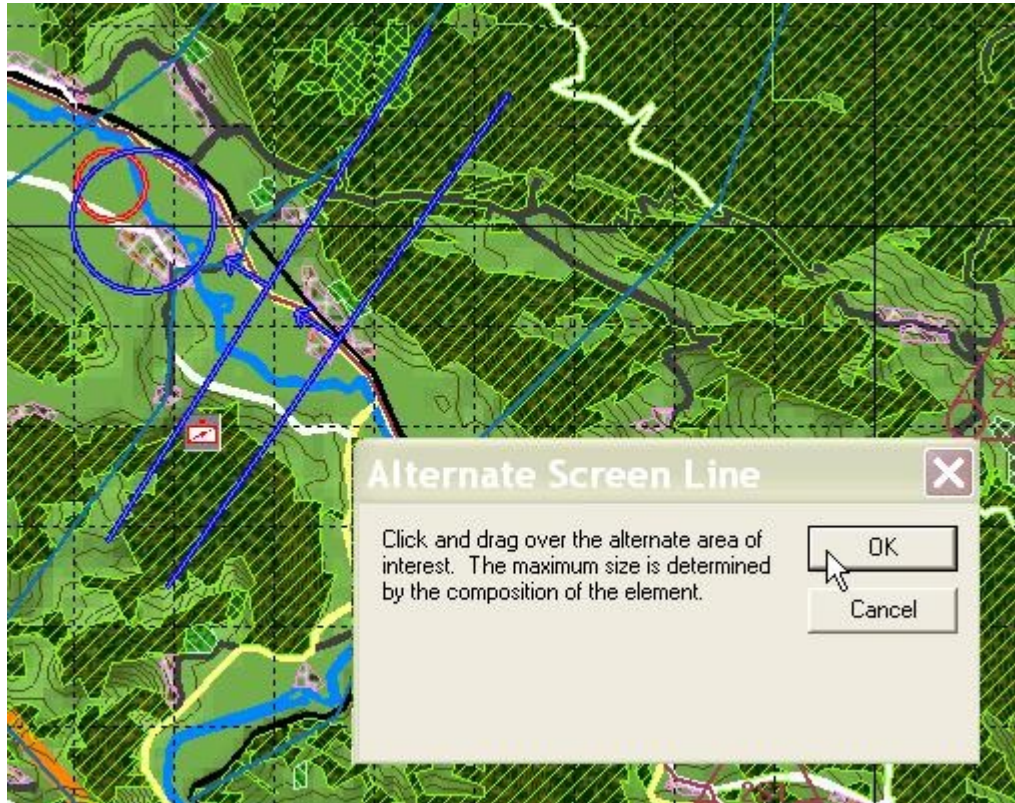 Alternate Screen Line
Click and drag over the alternate area of
interest. The maximum size is determined
by the composition of the element.
OK
Cancel